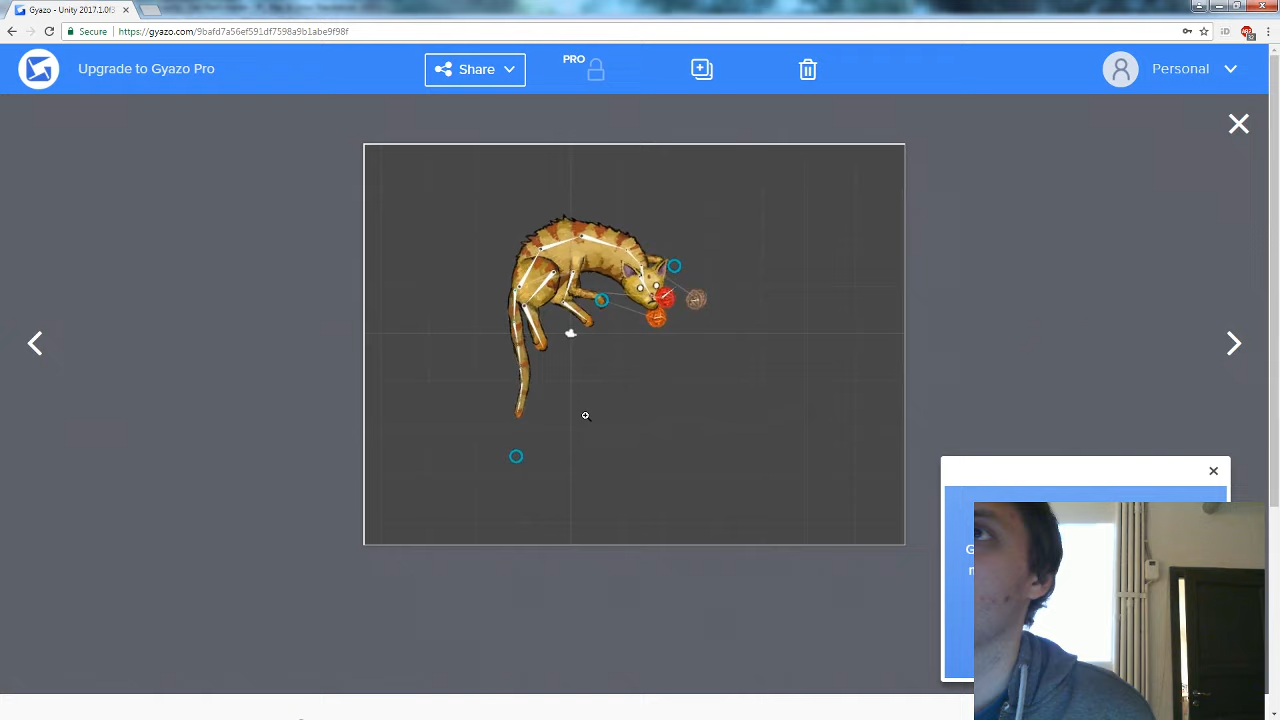 Gyazo - Unity 2017.1.0f3
Secure
https://gyazo.com/9bafd7a56ef591df7598a9b1abe9f98f
Upgrade to Gyazo Pro
Share
PRO
Personal